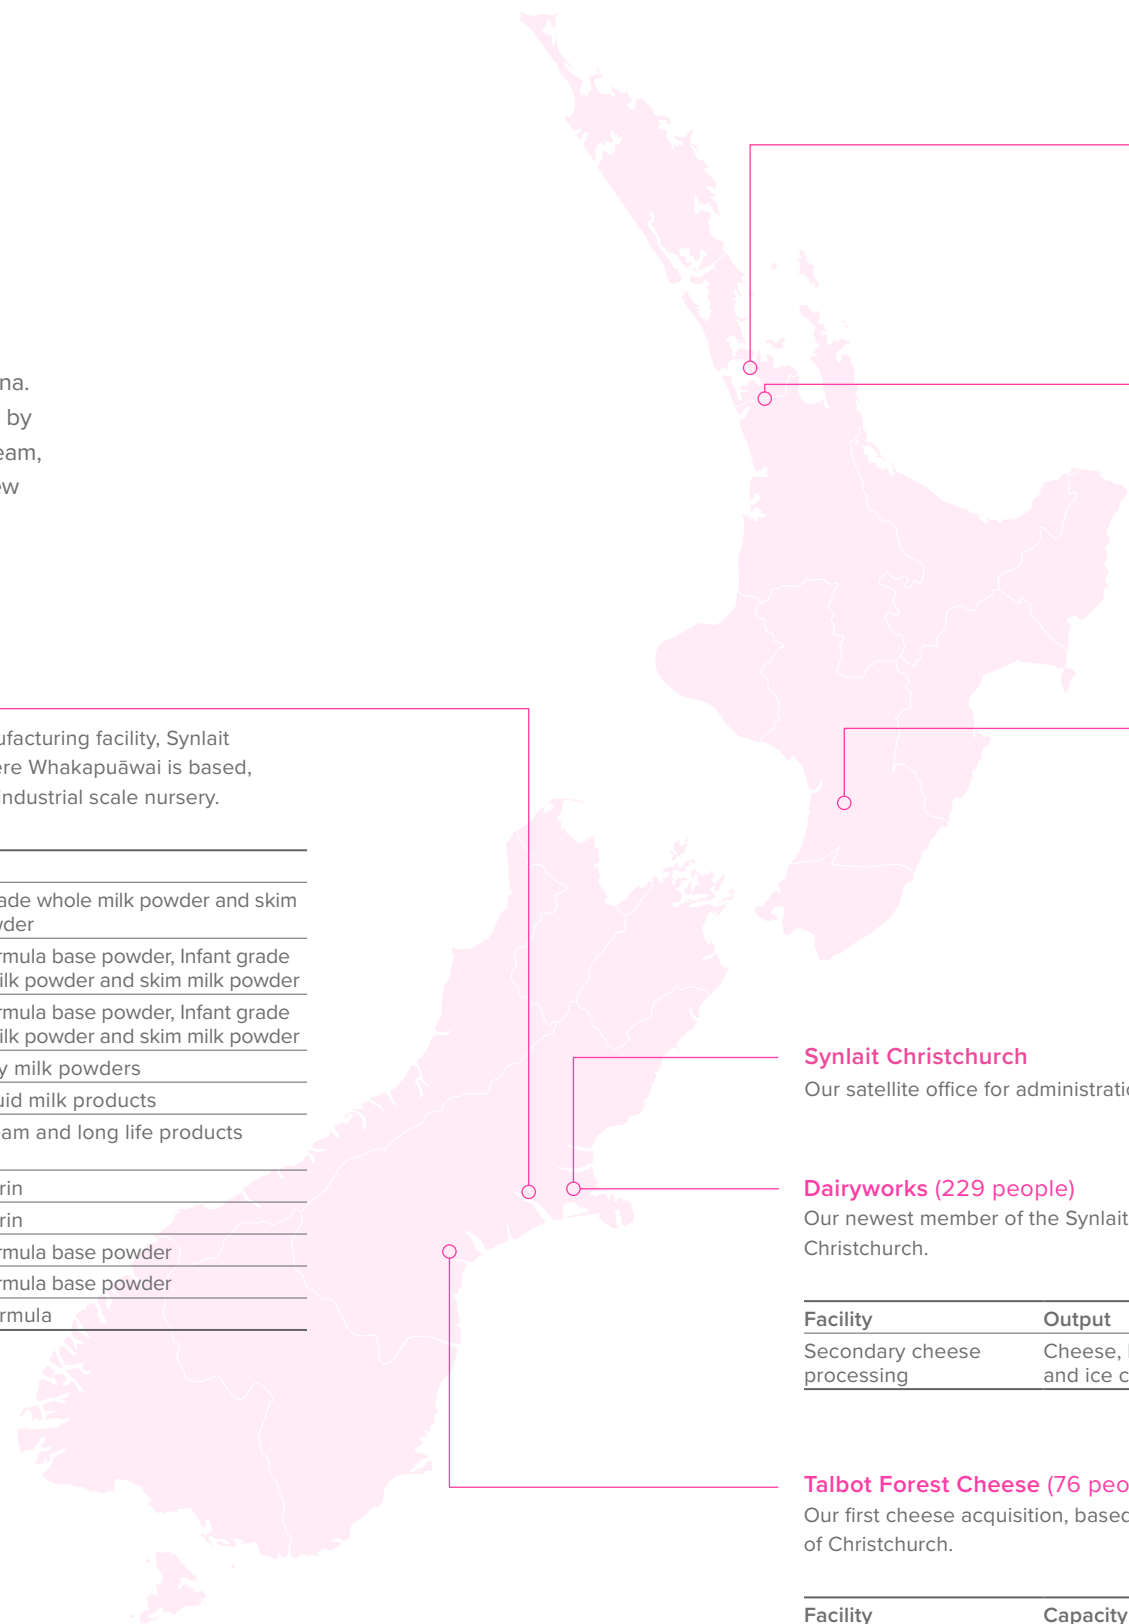 na.
by
eam,
ew
ufacturing facility, Synlait
ere Whakapuāwai is based,
industrial scale nursery.
ade whole milk powder and skim
wder
rmula base powder, Infant grade
ilk powder and skim milk powder
rmula base powder, Infant grade
ilk powder and skim milk powder
y milk powders
uid milk products
eam and long life products
rin
rin
rmula base powder
rmula base powder
rmula
Synlait Christchurch
Our satellite office for administratio
Dairyworks (229 people)
Our newest member of the Synlait
Christchurch.
Facility Output
Secondary cheese processing Cheese, and ice c
Talbot Forest Cheese (76 peo
Our first cheese acquisition, based
of Christchurch.
Facility Capacity